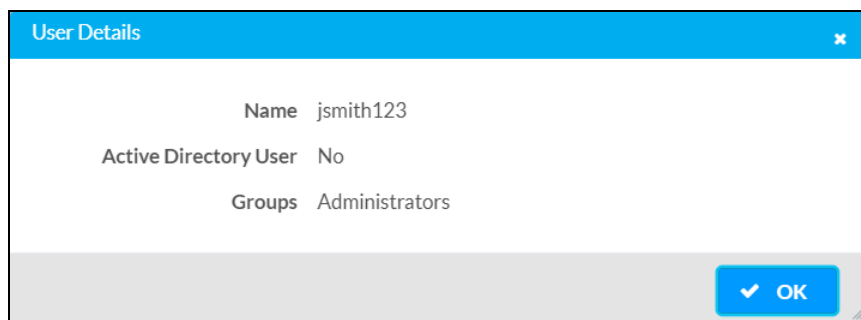 User Details
Name jsmith123
Active Directory User No
Groups Administrators
OK